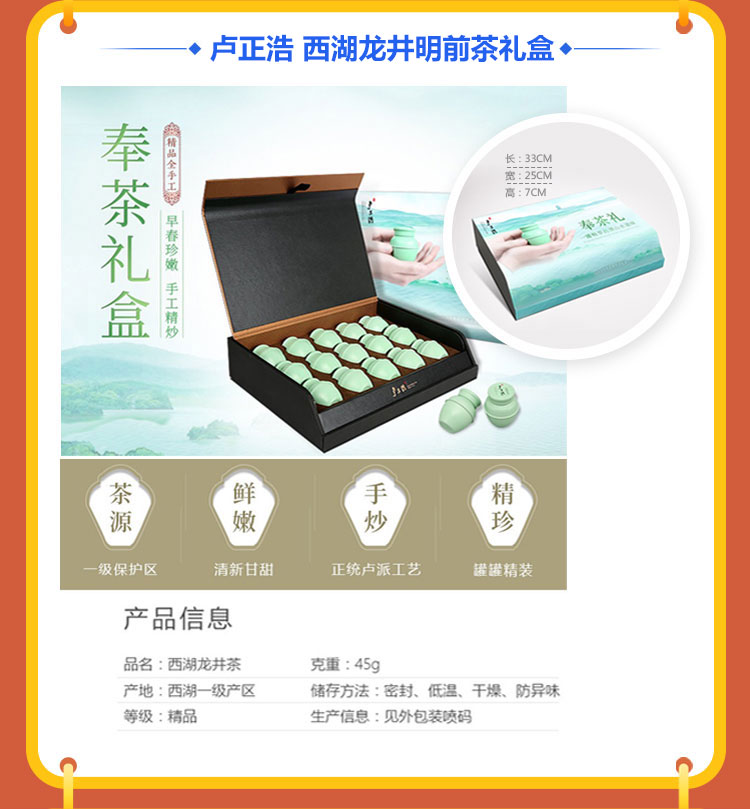 卢正浩 西湖龙井明前茶礼盒
奉茶礼盒
精品全手工
早春珍嫩 手工精炒
长：33CM
宽：25CM
高：7CM
奉茶礼
卢正浩
茶源
鲜嫩
手炒
精珍
一级保护区
清新甘甜
正统卢派工艺
罐罐精装
产品信息
品名：西湖龙井茶
克重：45g
产地：西湖一级产区
储存方法：密封、低温、干燥、防异味
等级：精品
生产信息：见外包装喷码